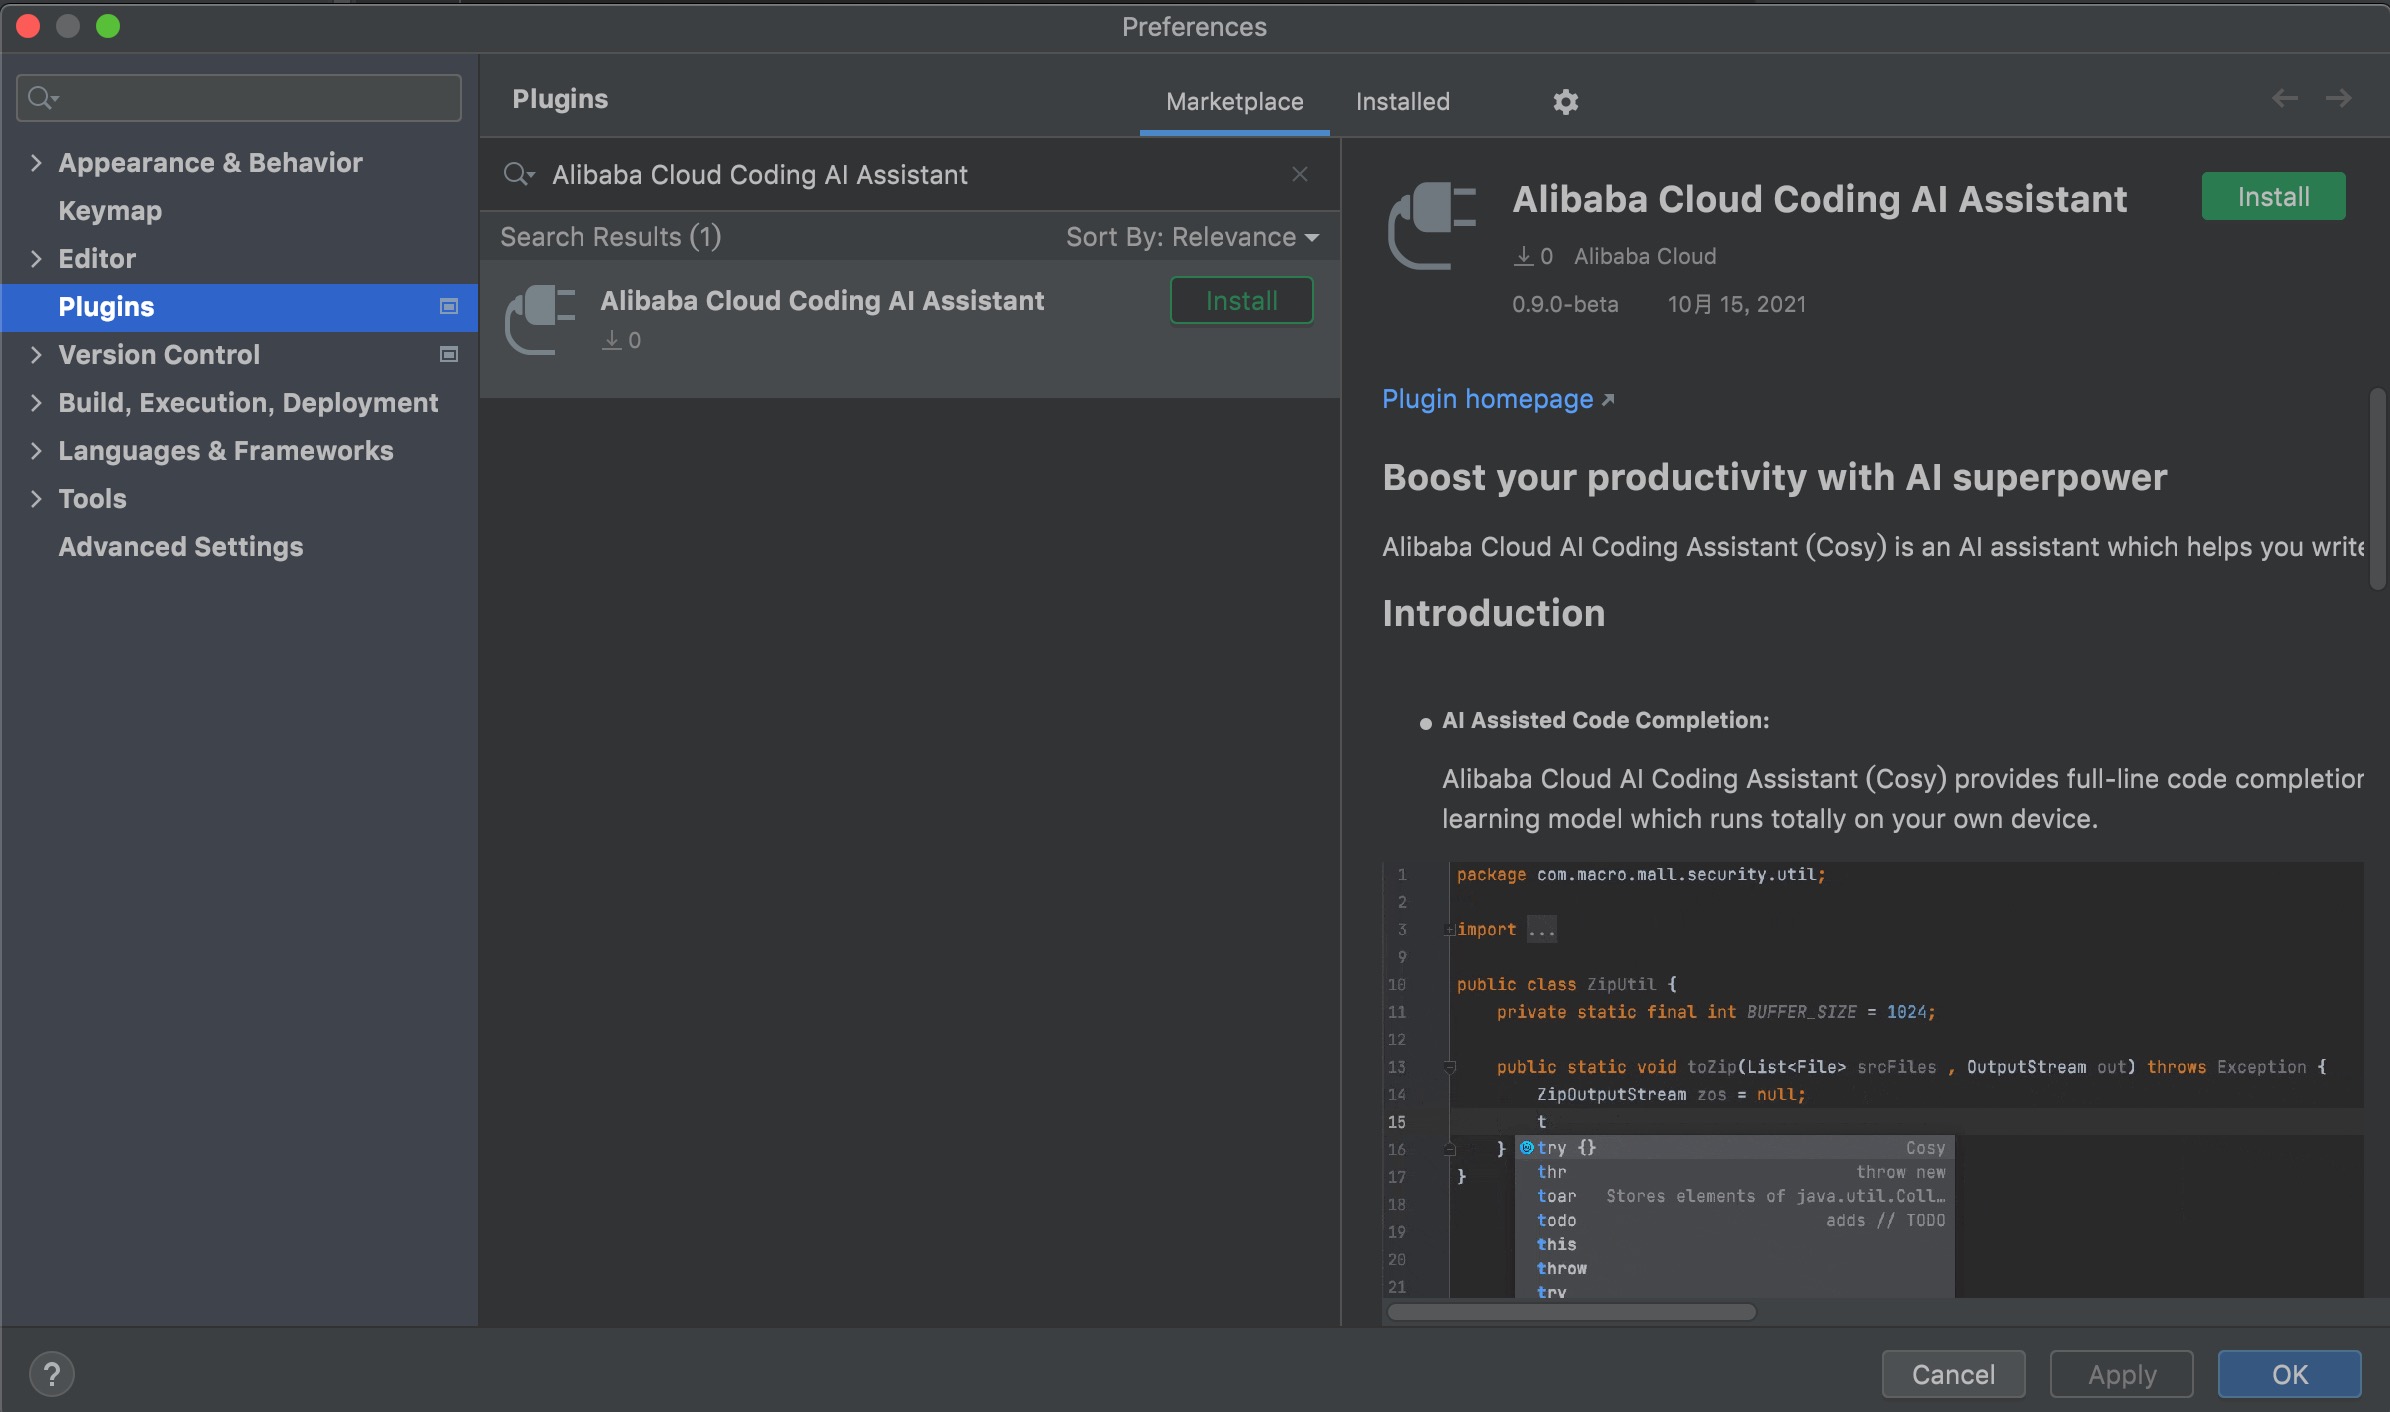 Preferences
Appearance & Behavior
Keymap
Editor
Plugins
Version Control
Build, Execution, Deployment
Languages & Frameworks
Tools
Advanced Settings
Plugins
Marketplace
Installed
Alibaba Cloud Coding AI Assistant
Search Results (1)
Sort By: Relevance
Alibaba Cloud Coding AI Assistant
Install
0
Alibaba Cloud Coding AI Assistant
Install
0 Alibaba Cloud
0.9.0-beta 10月 15, 2021
Plugin homepage
Boost your productivity with AI superpower
Alibaba Cloud AI Coding Assistant (Cosy) is an AI assistant which helps you write
Introduction
AI Assisted Code Completion:
Alibaba Cloud AI Coding Assistant (Cosy) provides full-line code completion
learning model which runs totally on your own device.
1 package com.macro.mall.security.util;
2
3 import ...
9
10 public class ZipUtil {
11 private static final int BUFFER_SIZE = 1024;
12
13 public static void toZip(List<File> srcFiles , OutputStream out) throws Exception {
14 ZipOutputStream zos = null;
15 t
16 }
17 }
18
19
20
21
try {} Cosy
thr throw new
toar Stores elements of java.util.Coll…
todo adds // TODO
this
throw
try
?
Cancel
Apply
OK